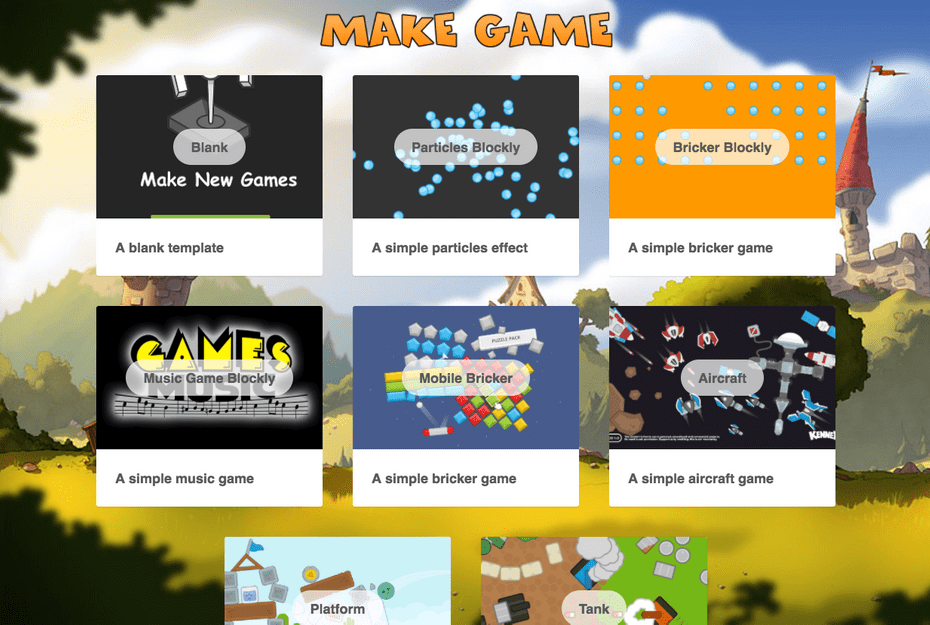 MAKE GAME
Blank
Make New Games
A blank template
Particles Blockly
A simple particles effect
Bricker Blockly
A simple bricker game
GAMES
Music Game Blockly
MUSIC
A simple music game
PUZZLE PACK
Mobile Bricker
A simple bricker game
Aircraft
A simple aircraft game
Platform
Tank